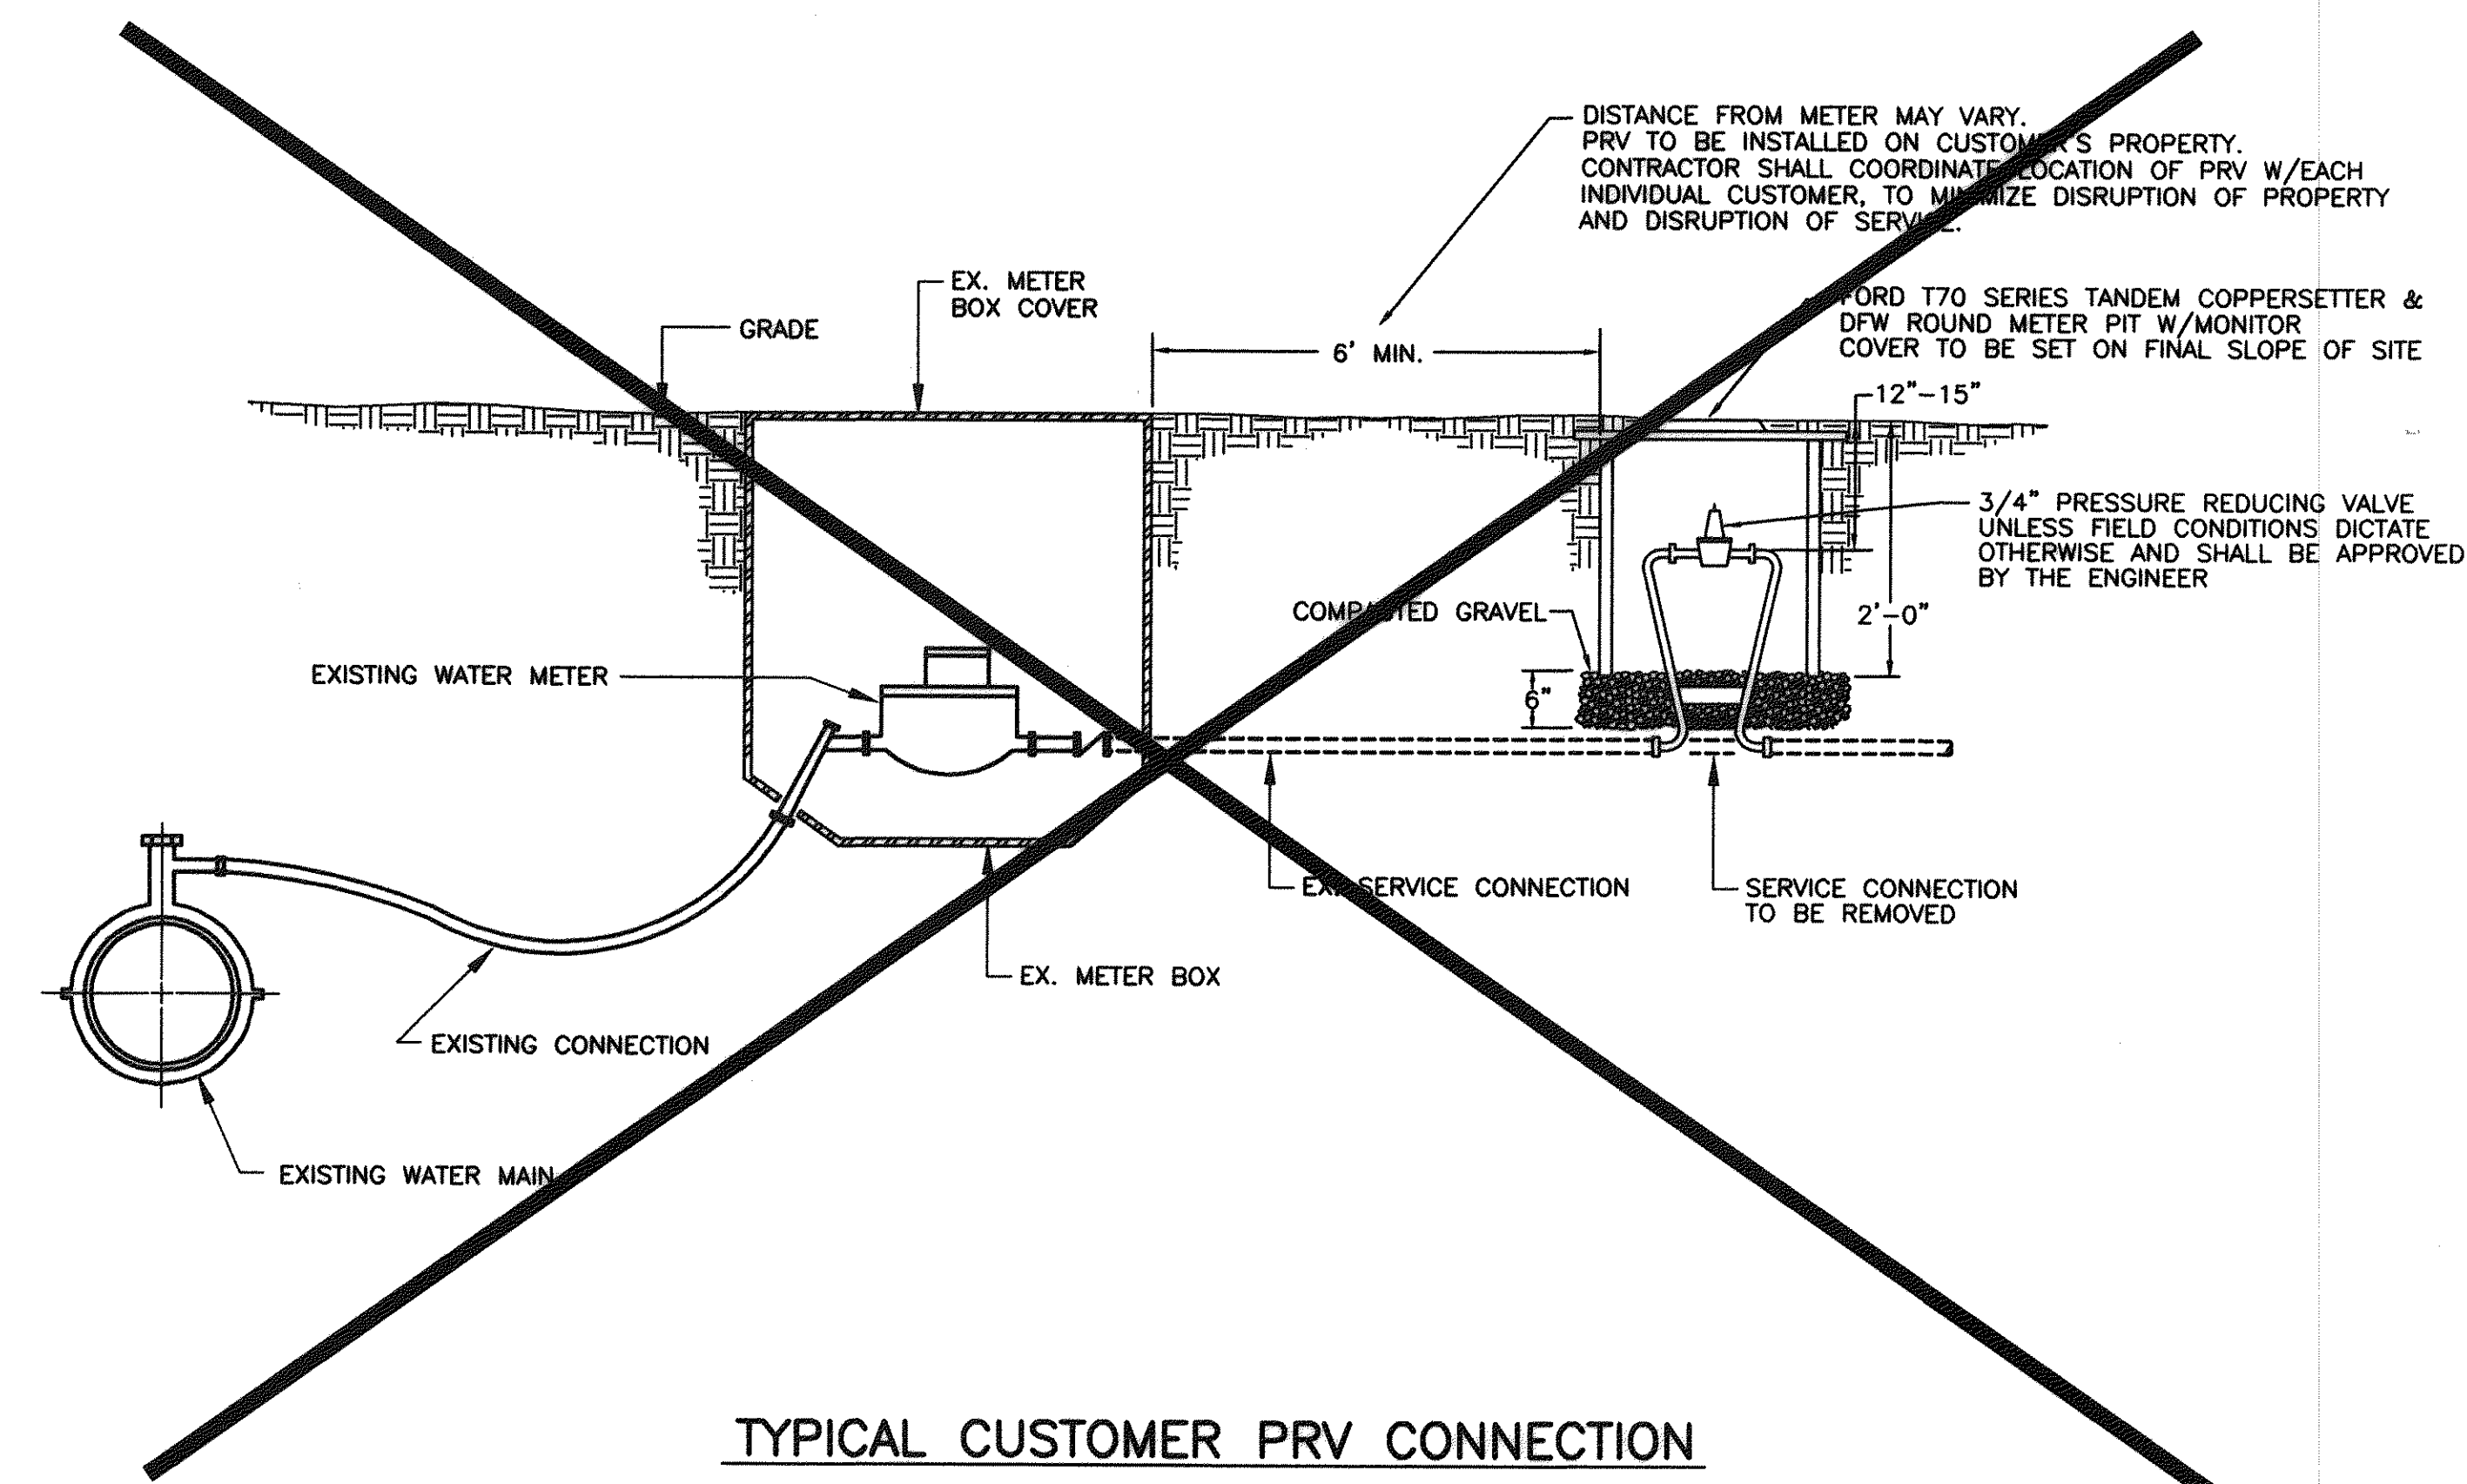 DISTANCE FROM METER MAY VARY.
PRV TO BE INSTALLED ON CUSTOMER'S PROPERTY.
CONTRACTOR SHALL COORDINATE LOCATION OF PRV W/EACH
INDIVIDUAL CUSTOMER, TO MINIMIZE DISRUPTION OF PROPERTY
AND DISRUPTION OF SERVICE.
EX. METER
BOX COVER
GRADE
6' MIN.
FORD T70 SERIES TANDEM COPPERSETTER &
DFW ROUND METER PIT W/MONITOR
COVER TO BE SET ON FINAL SLOPE OF SITE
12"-15"
3/4" PRESSURE REDUCING VALVE
UNLESS FIELD CONDITIONS DICTATE
OTHERWISE AND SHALL BE APPROVED
BY THE ENGINEER
COMPACTED GRAVEL
2'-0"
EXISTING WATER METER
6"
EX. SERVICE CONNECTION
SERVICE CONNECTION
TO BE REMOVED
EX. METER BOX
EXISTING CONNECTION
EXISTING WATER MAIN
TYPICAL CUSTOMER PRV CONNECTION